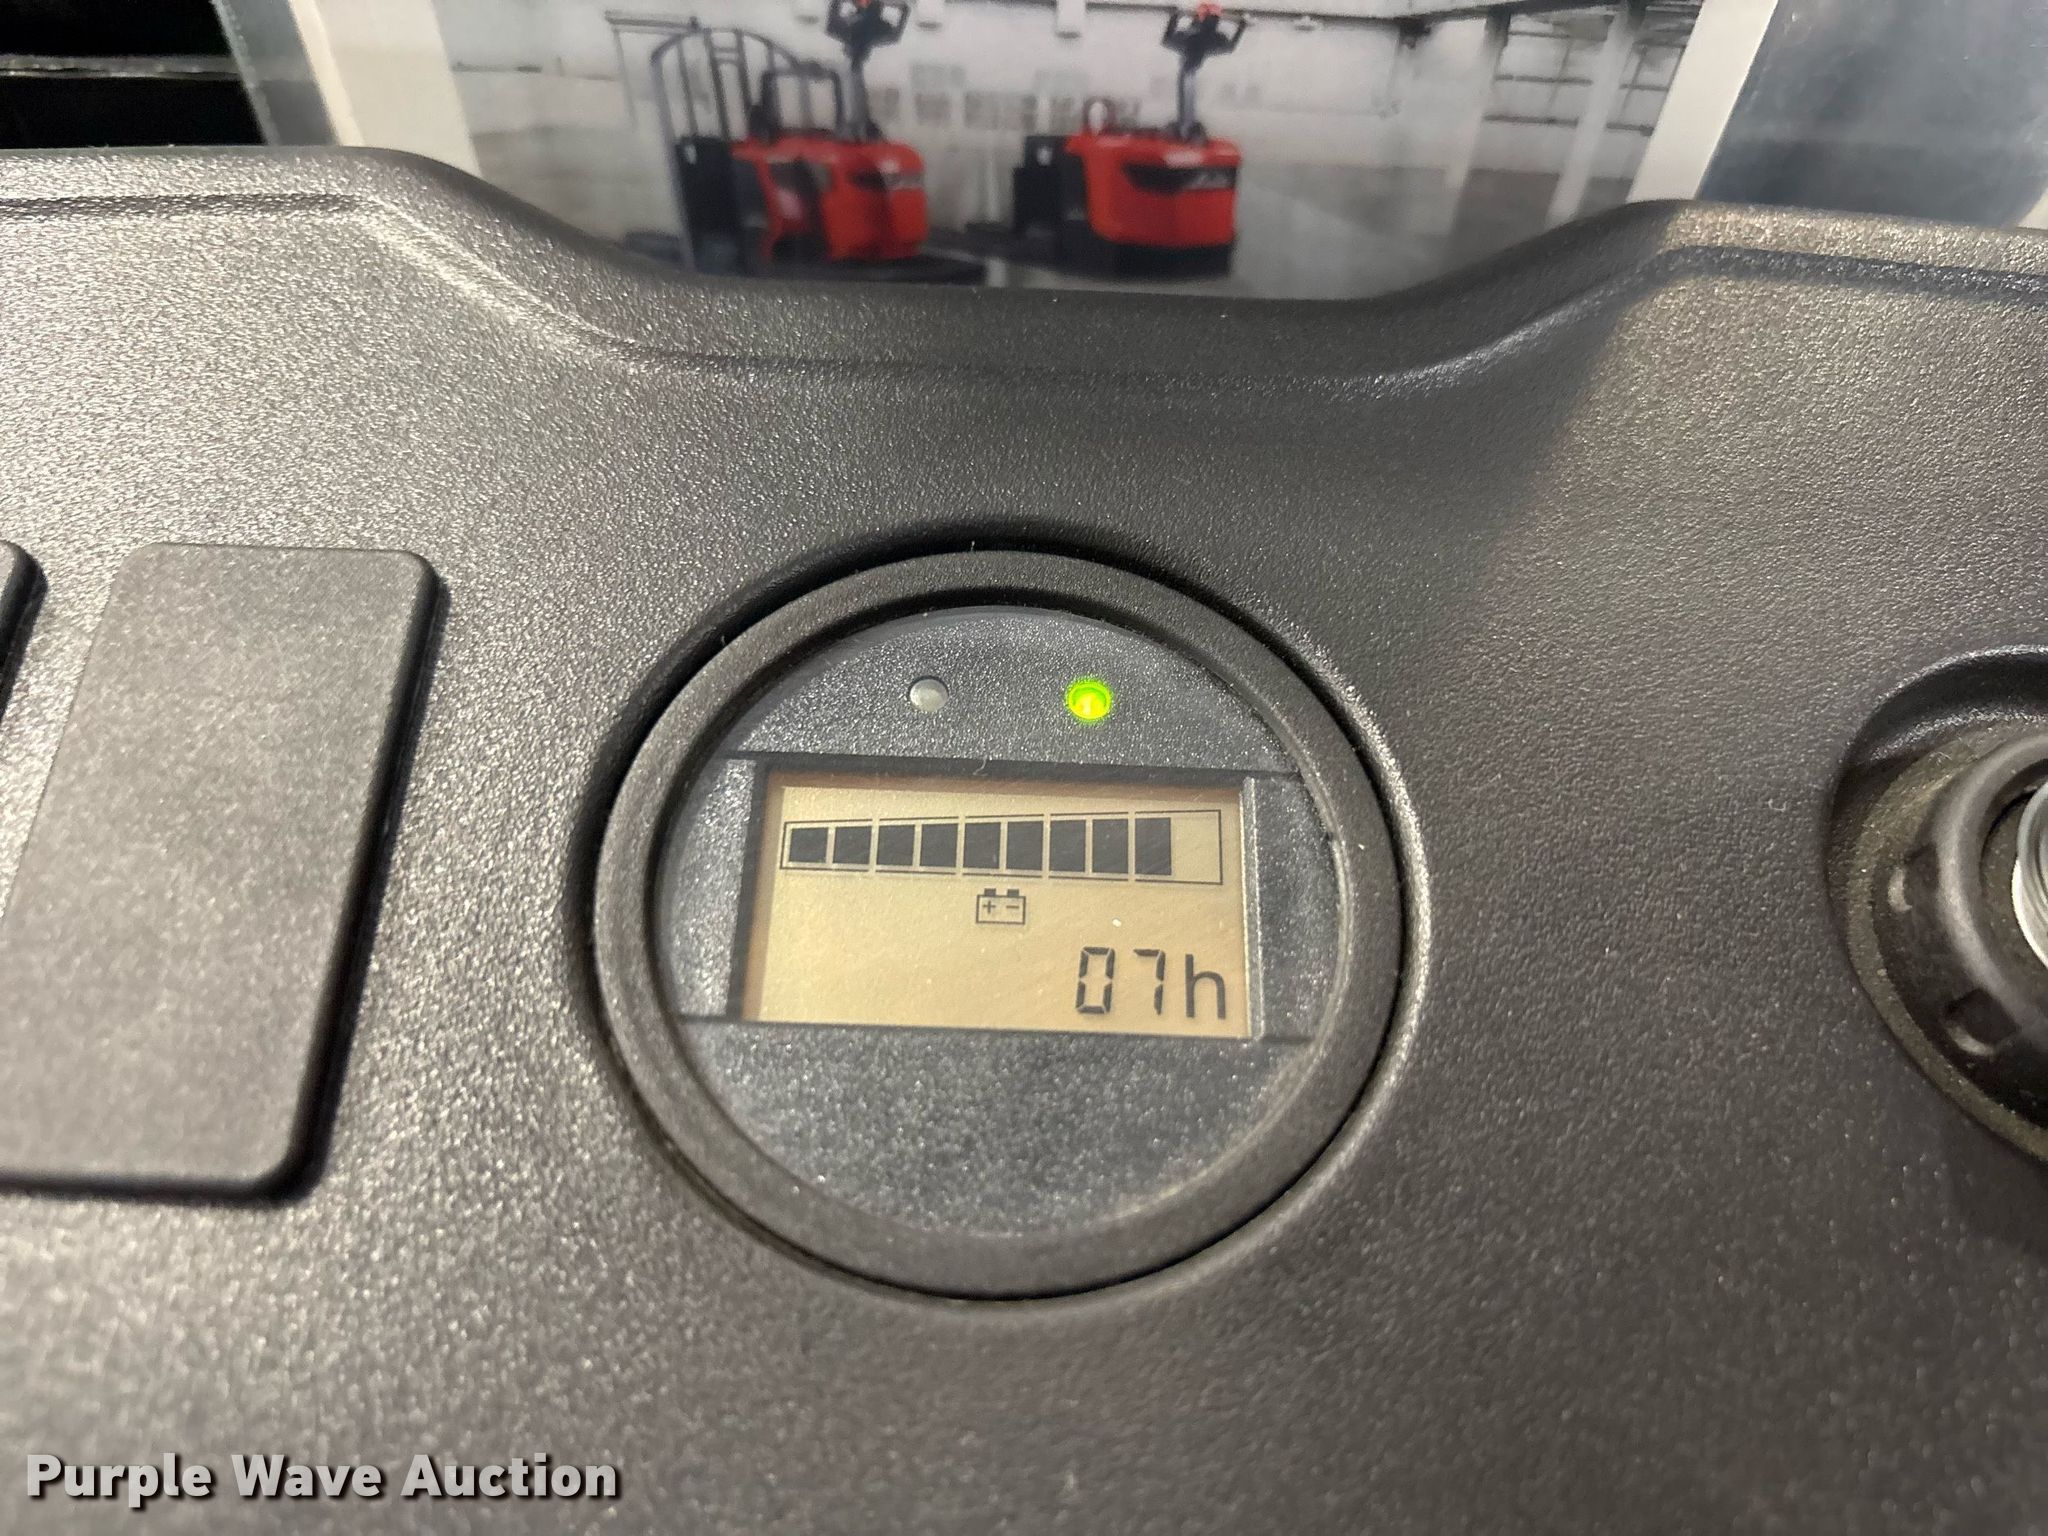 + -
07h
Purple Wave Auction